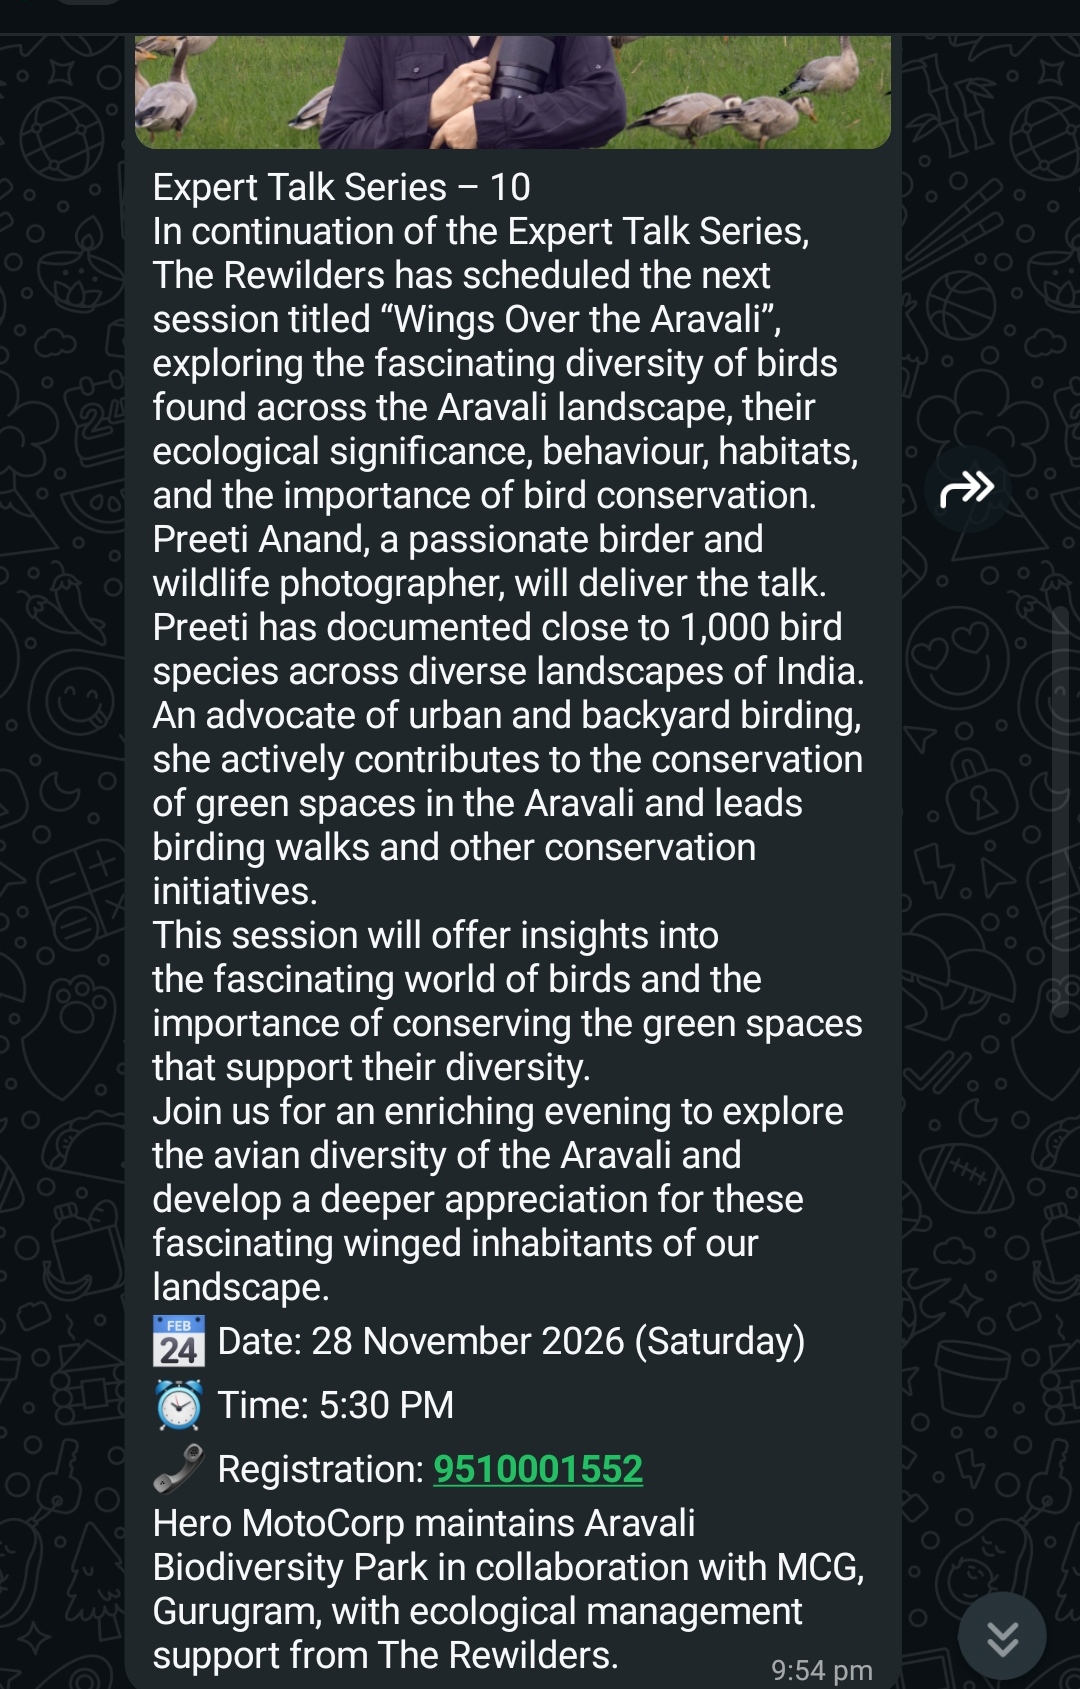 Expert Talk Series – 10
In continuation of the Expert Talk Series,
The Rewilders has scheduled the next
session titled “Wings Over the Aravali”,
exploring the fascinating diversity of birds
found across the Aravali landscape, their
ecological significance, behaviour, habitats,
and the importance of bird conservation.
Preeti Anand, a passionate birder and
wildlife photographer, will deliver the talk.
Preeti has documented close to 1,000 bird
species across diverse landscapes of India.
An advocate of urban and backyard birding,
she actively contributes to the conservation
of green spaces in the Aravali and leads
birding walks and other conservation
initiatives.
This session will offer insights into
the fascinating world of birds and the
importance of conserving the green spaces
that support their diversity.
Join us for an enriching evening to explore
the avian diversity of the Aravali and
develop a deeper appreciation for these
fascinating winged inhabitants of our
landscape.
FEB
24 Date: 28 November 2026 (Saturday)
Time: 5:30 PM
Registration: 9510001552
Hero MotoCorp maintains Aravali
Biodiversity Park in collaboration with MCG,
Gurugram, with ecological management
support from The Rewilders.
9:54 pm